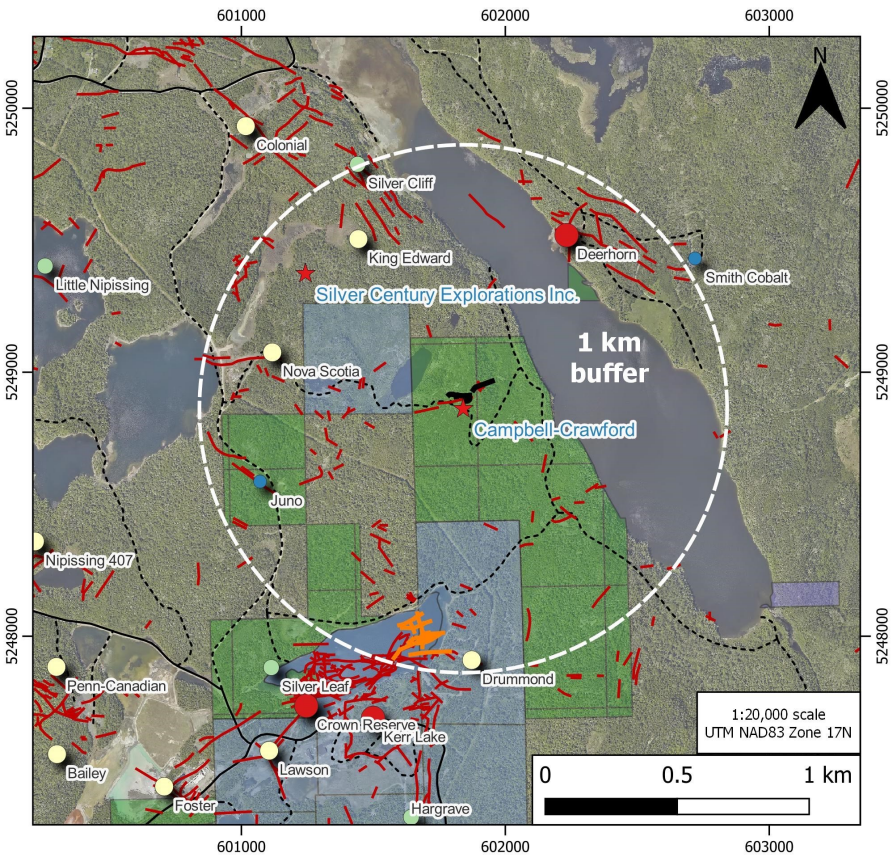 601000
602000
603000
5250000
5250000
N
Colonial
Silver Cliff
King Edward
Deerhorn
Smith Cobalt
Little Nipissing
Silver Century Explorations Inc.
1 km
buffer
5249000
5249000
Nova Scotia
Campbell-Crawford
Juno
Nipissing 407
5248000
5248000
Penn-Canadian
Silver Leaf
Drummond
Crown Reserve
Kerr Lake
Lawson
Bailey
Foster
Hargrave
1:20,000 scale
UTM NAD83 Zone 17N
0 0.5 1 km
601000
602000
603000